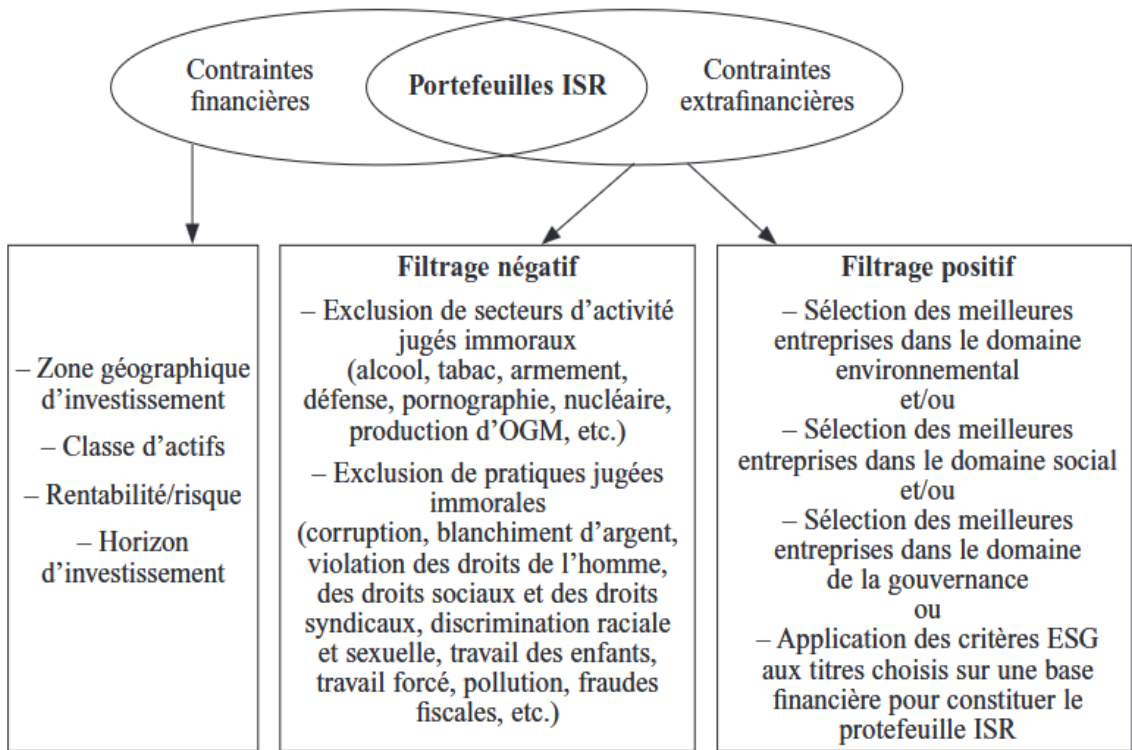 Contraintes
financières
Portefeuilles ISR
Contraintes
extrafinancières
– Zone géographique
d’investissement
– Classe d’actifs
– Rentabilité/risque
– Horizon
d’investissement
Filtrage négatif
– Exclusion de secteurs d’activité
jugés immoraux
(alcool, tabac, armement,
défense, pornographie, nucléaire,
production d’OGM, etc.)
– Exclusion de pratiques jugées
immorales
(corruption, blanchiment d’argent,
violation des droits de l’homme,
des droits sociaux et des droits
syndicaux, discrimination raciale
et sexuelle, travail des enfants,
travail forcé, pollution, fraudes
fiscales, etc.)
Filtrage positif
– Sélection des meilleures
entreprises dans le domaine
environnemental
et/ou
– Sélection des meilleures
entreprises dans le domaine social
et/ou
– Sélection des meilleures
entreprises dans le domaine
de la gouvernance
ou
– Application des critères ESG
aux titres choisis sur une base
financière pour constituer le
protefeuille ISR